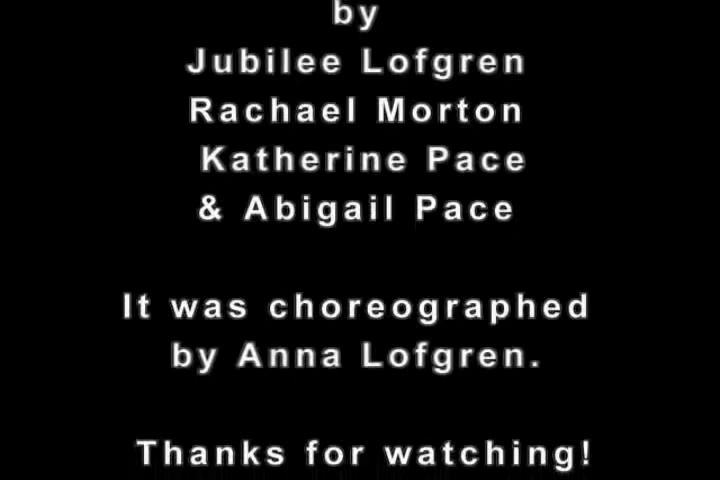 by
Jubilee Lofgren
Rachael Morton
Katherine Pace
& Abigail Pace
It was choreographed
by Anna Lofgren.
Thanks for watching!